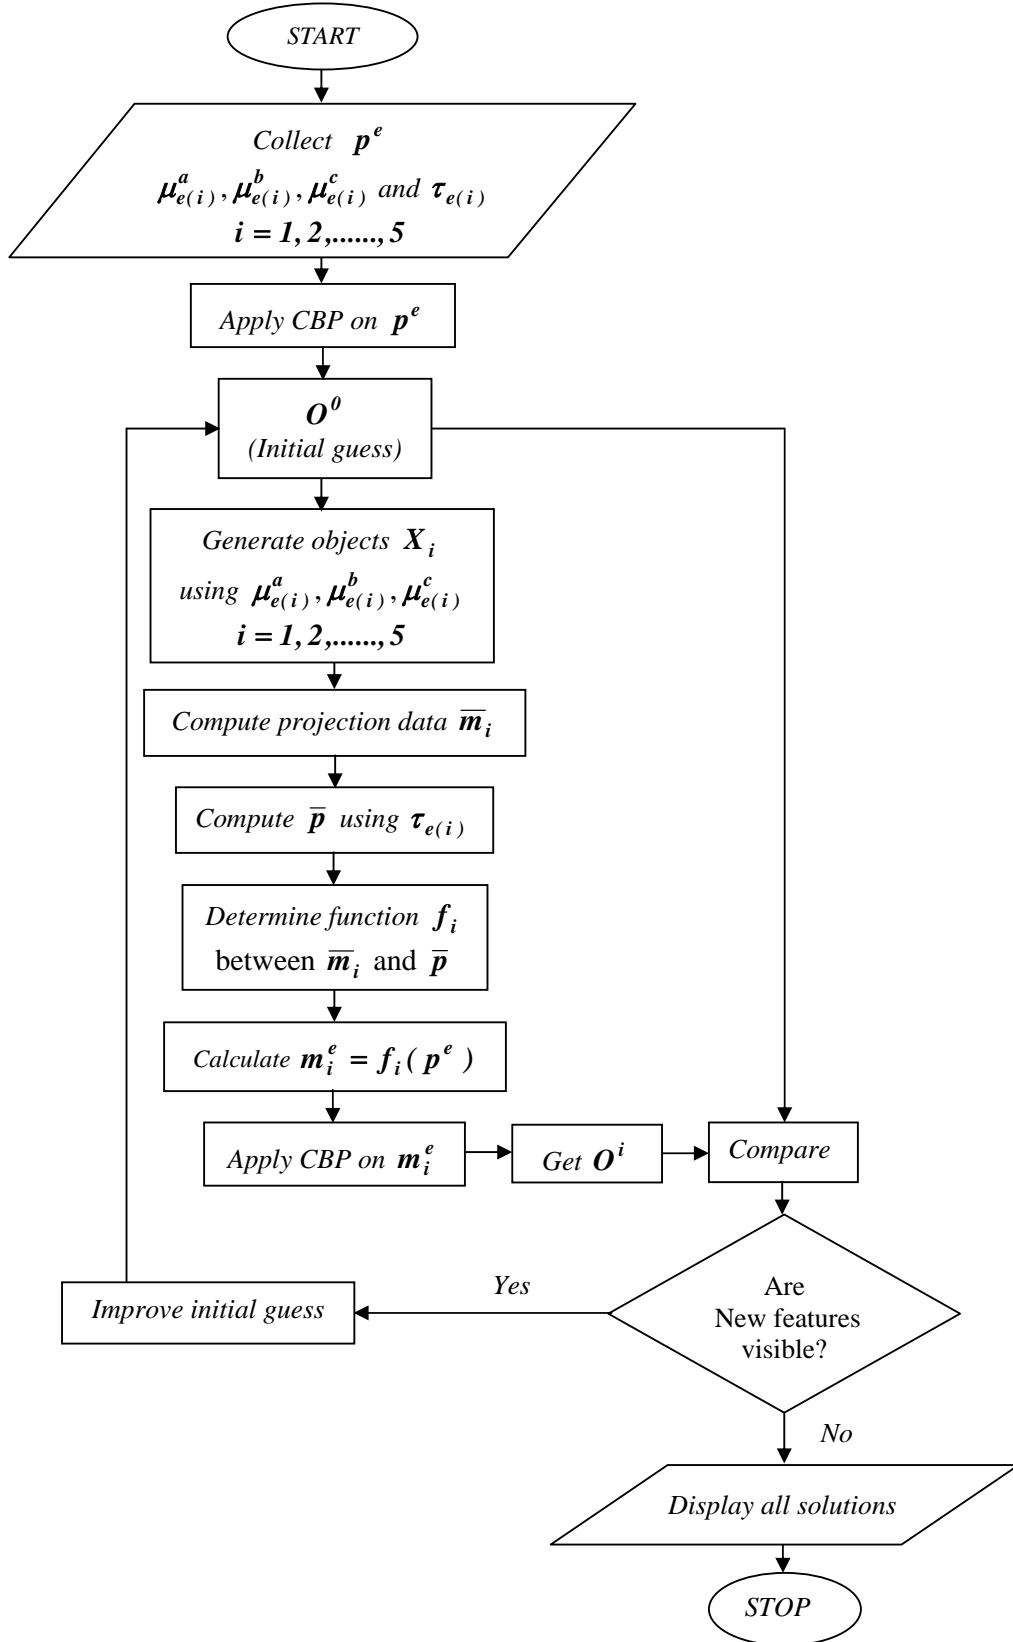 START
Collect p^e
μ^a_e(i), μ^b_e(i), μ^c_e(i) and τ_e(i)
i = 1, 2,......, 5
Apply CBP on p^e
O^0
(Initial guess)
Generate objects X_i
using μ^a_e(i), μ^b_e(i), μ^c_e(i)
i = 1, 2,......, 5
Compute projection data m̅_i
Compute p̅ using τ_e(i)
Determine function f_i
between m̅_i and p̅
Calculate m^e_i = f_i( p^e )
Apply CBP on m^e_i
Get O^i
Compare
Are
New features
visible?
Yes
Improve initial guess
No
Display all solutions
STOP